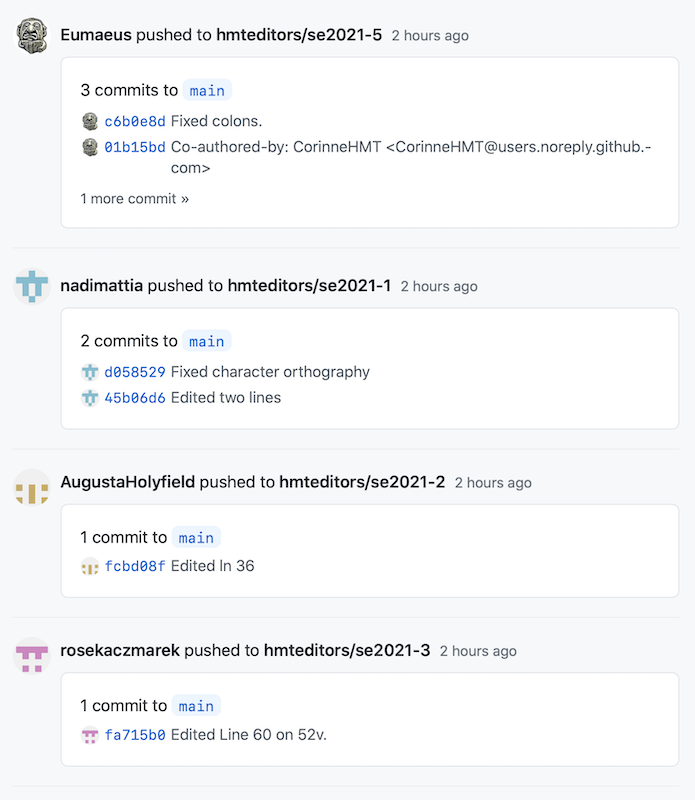 Eumaeus pushed to hmteditors/se2021-5 2 hours ago
3 commits to main
c6b0e8d Fixed colons.
01b15bd Co-authored-by: CorinneHMT <CorinneHMT@users.noreply.github.-
com>
1 more commit »
nadimattia pushed to hmteditors/se2021-1 2 hours ago
2 commits to main
d058529 Fixed character orthography
45b06d6 Edited two lines
AugustaHolyfield pushed to hmteditors/se2021-2 2 hours ago
1 commit to main
fcbd08f Edited ln 36
rosekaczmarek pushed to hmteditors/se2021-3 2 hours ago
1 commit to main
fa715b0 Edited Line 60 on 52v.